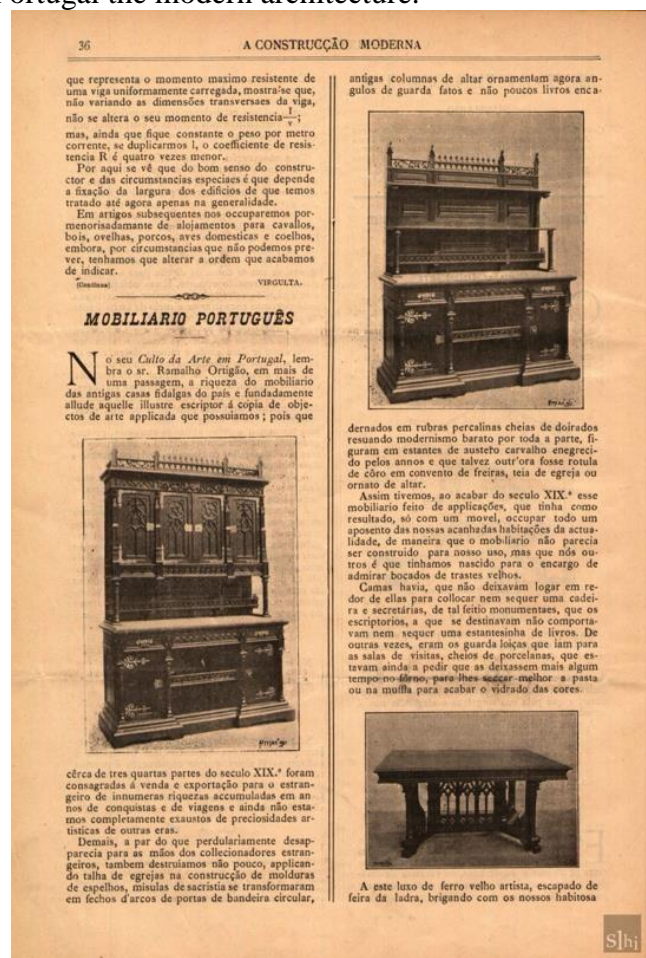 Portugal the modern architecture.
36
A CONSTRUCÇÃO MODERNA
que representa o momento maximo resistente de
uma viga uniformemente carregada, mostra-se que,
não variando as dimensões transversaes da viga,
não se altera o seu momento de resistencia I/v;
mas, ainda que fique constante o peso por metro
corrente, se duplicarmos l, o coefficiente de resis-
tencia R é quatro vezes menor.
Por aqui se vê que do bom senso do constru-
ctor e das circumstancias especiaes é que depende
a fixação da largura dos edificios de que temos
tratado até agora apenas na generalidade.
Em artigos subsequentes nos occuparemos por-
menorisadamante de alojamentos para cavallos,
bois, ovelhas, porcos, aves domesticas e coelhos,
embora, por circumstancias que não podemos pre-
ver, tenhamos que alterar a ordem que acabamos
de indicar.
(Continua)
VIRGULTA.
MOBILIARIO PORTUGUÊS
No seu Culto da Arte em Portugal, lem-
bra o sr. Ramalho Ortigão, em mais de
uma passagem, a riqueza do mobiliario
das antigas casas fidalgas do país e fundadamente
allude aquelle illustre escriptor á copia de obje-
ctos de arte applicada que possuiamos; pois que
cêrca de tres quartas partes do seculo XIX.º foram
consagradas á venda e exportação para o estran-
geiro de innumeras riquezas accumuladas em an-
nos de conquistas e de viagens e ainda não esta-
mos completamente exaustos de preciosidades ar-
tisticas de outras eras.
Demais, a par do que perdulariamente desap-
parecia para as mãos dos colleccionadores estran-
geiros, tambem destruiamos não pouco, applican-
do talha de egrejas na construcção de molduras
de espelhos, misulas de sacristia se transformaram
em fechos d'arcos de portas de bandeira circular,
antigas columnas de altar ornamentam agora an-
gulos de guarda fatos e não poucos livros enca-
dernados em rubras percalinas cheias de doirados
resuando modernismo barato por toda a parte, fi-
guram em estantes de austero carvalho enegreci-
do pelos annos e que talvez outr'ora fosse rotula
de côro em convento de freiras, teia de egreja ou
ornato de altar.
Assim tivemos, ao acabar do seculo XIX.º esse
mobiliario feito de applicações, que tinha como
resultado, só com um movel, occupar todo um
aposento das nossas acanhadas habitações da actua-
lidade, de maneira que o mobiliario não parecia
ser construido para nosso uso, mas que nós ou-
tros é que tinhamos nascido para o encargo de
admirar bocados de trastes velhos.
Camas havia, que não deixavam logar em re-
dor de ellas para collocar nem sequer uma cadei-
ra e secretárias, de tal feitio monumentaes, que os
escriptorios, a que se destinavam não comporta-
vam nem sequer uma estantesinha de livros. De
outras vezes, eram os guarda loiças que iam para
as salas de visitas, cheios de porcelanas, que es-
tavam ainda a pedir que as deixassem mais algum
tempo no fôrno, para lhes seccar melhor a pasta
ou na muffla para acabar o vidrado das cores.
A este luxo de ferro velho artista, escapado de
feira da ladra, brigando com os nossos habitosa
s]hj